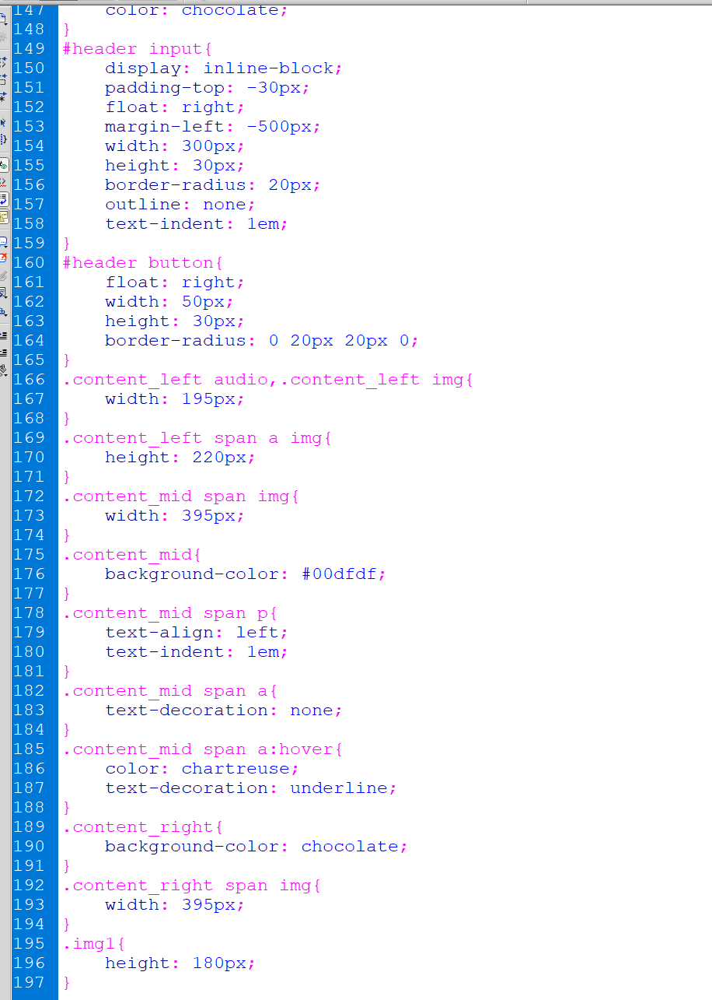 147 color: chocolate;
148 }
149 #header input{
150 display: inline-block;
151 padding-top: -30px;
152 float: right;
153 margin-left: -500px;
154 width: 300px;
155 height: 30px;
156 border-radius: 20px;
157 outline: none;
158 text-indent: 1em;
159 }
160 #header button{
161 float: right;
162 width: 50px;
163 height: 30px;
164 border-radius: 0 20px 20px 0;
165 }
166 .content_left audio,.content_left img{
167 width: 195px;
168 }
169 .content_left span a img{
170 height: 220px;
171 }
172 .content_mid span img{
173 width: 395px;
174 }
175 .content_mid{
176 background-color: #00dfdf;
177 }
178 .content_mid span p{
179 text-align: left;
180 text-indent: 1em;
181 }
182 .content_mid span a{
183 text-decoration: none;
184 }
185 .content_mid span a:hover{
186 color: chartreuse;
187 text-decoration: underline;
188 }
189 .content_right{
190 background-color: chocolate;
191 }
192 .content_right span img{
193 width: 395px;
194 }
195 .img1{
196 height: 180px;
197 }